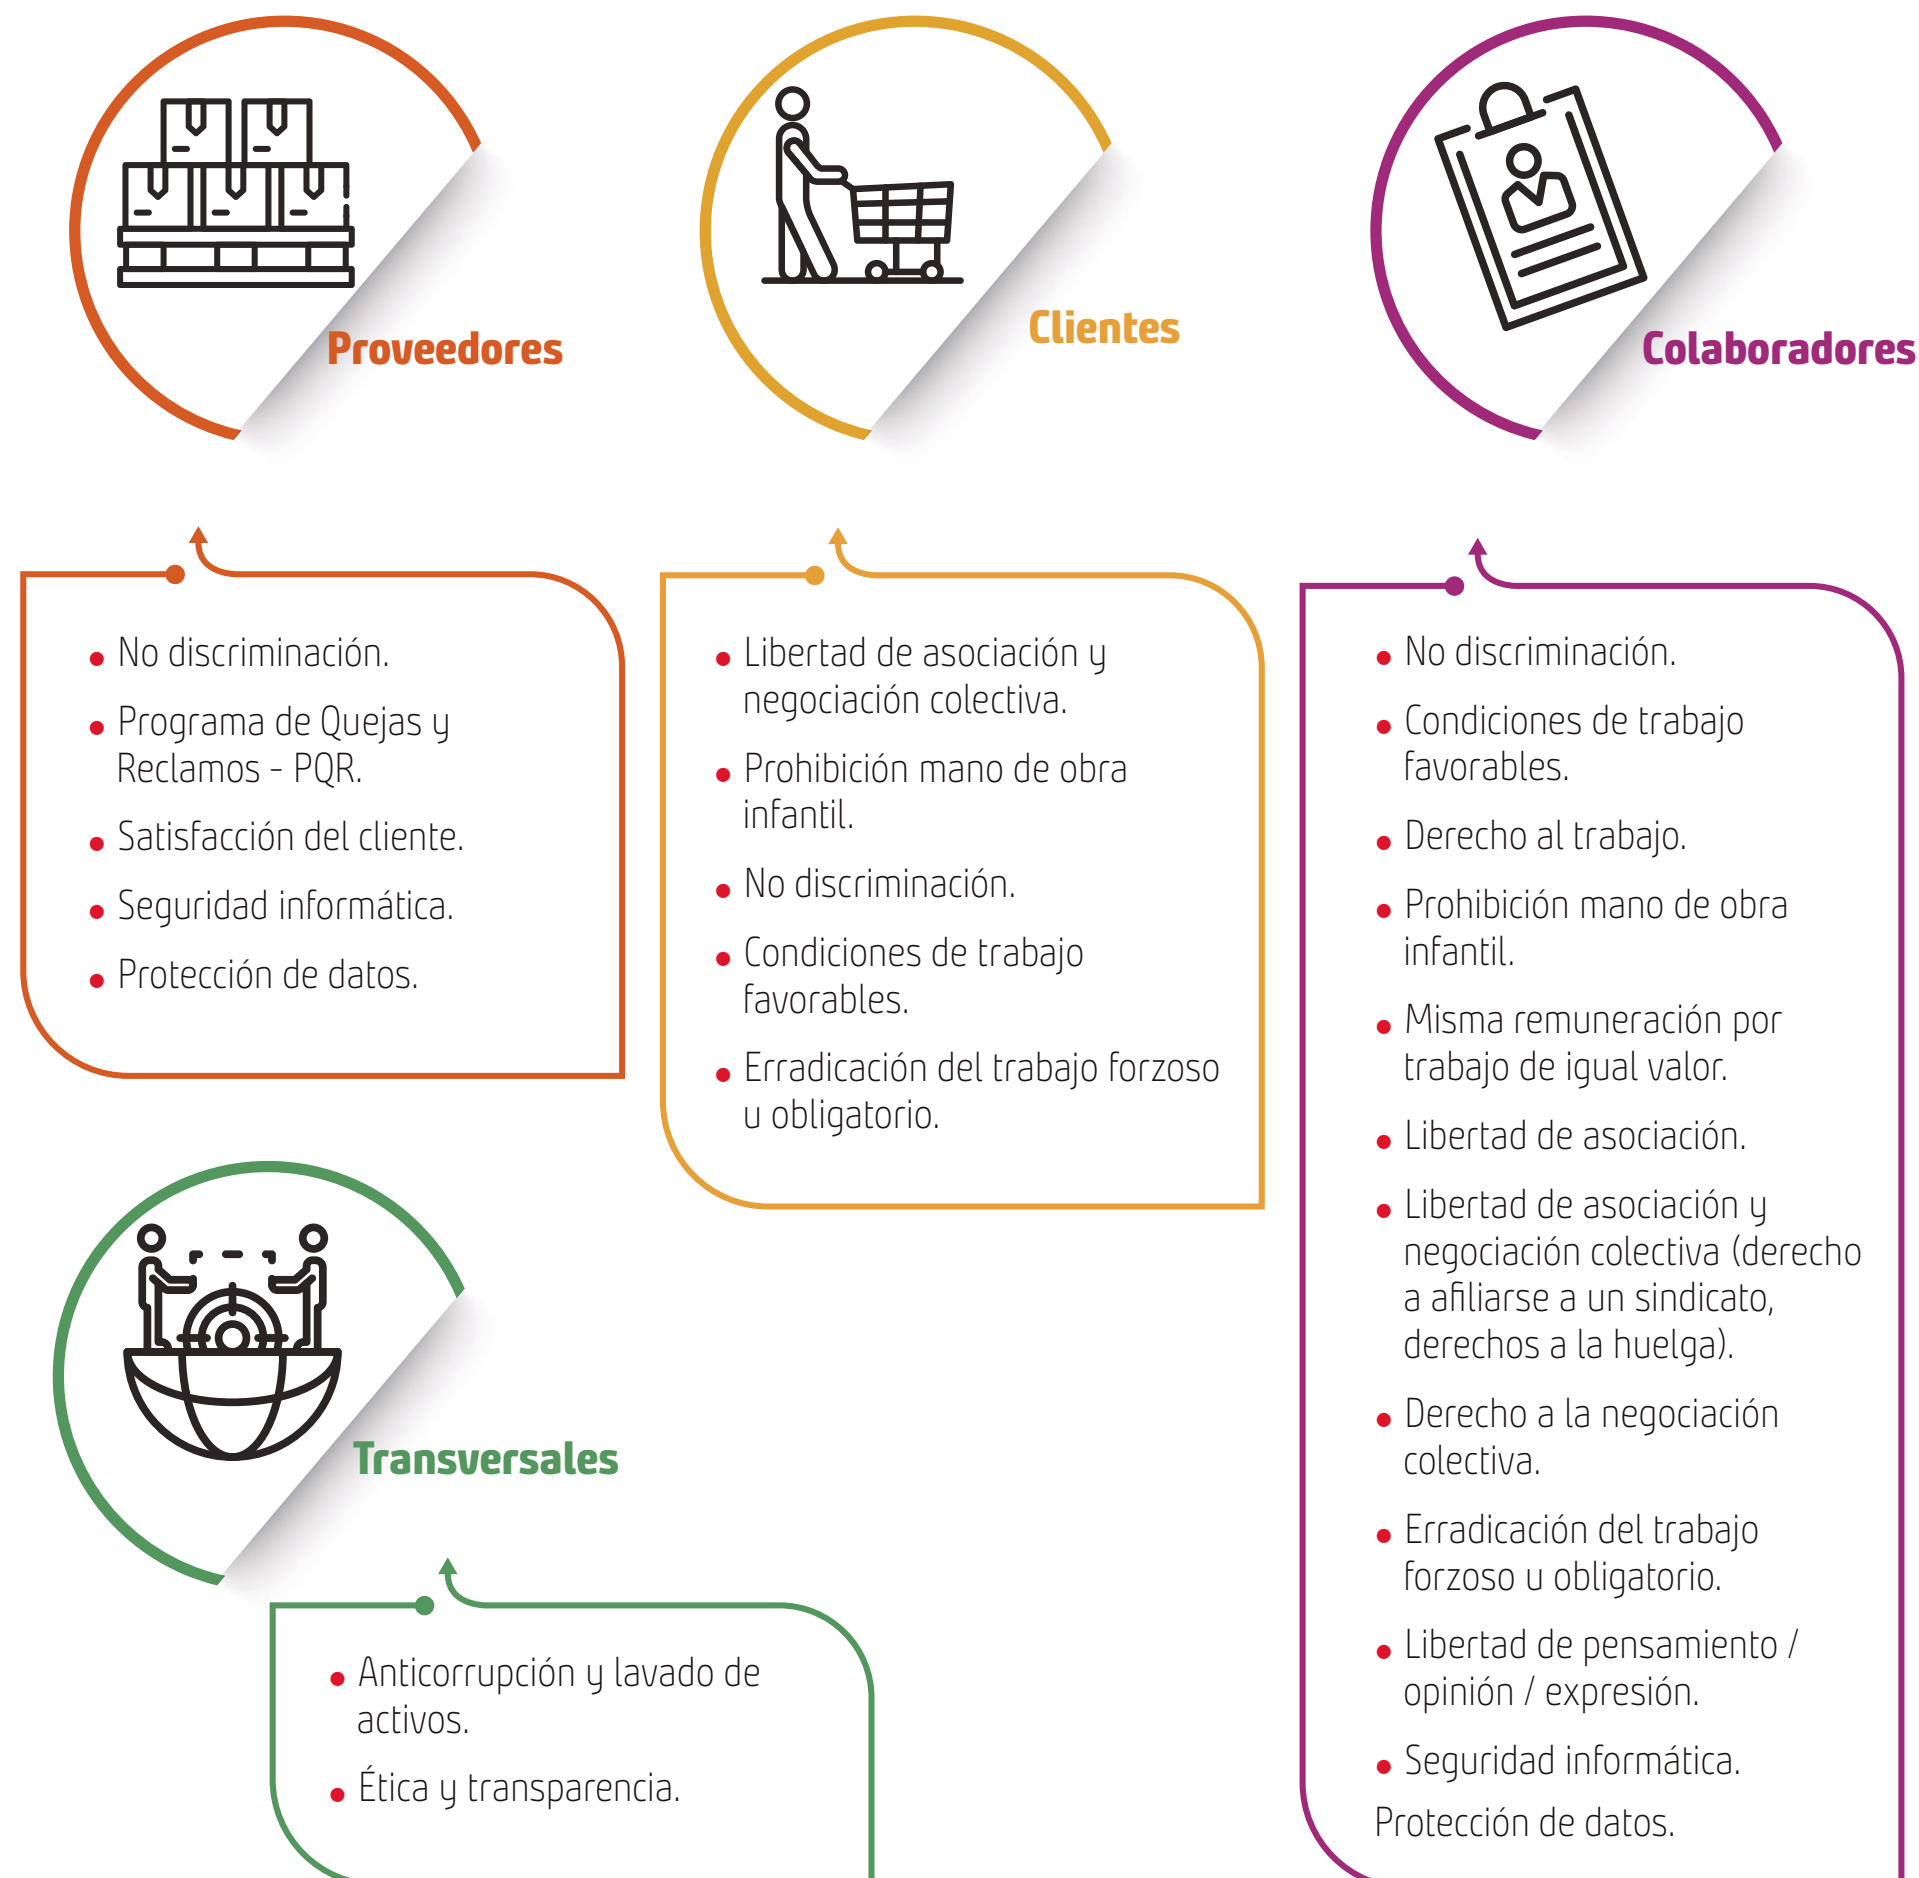 Proveedores
• No discriminación.
• Programa de Quejas y
Reclamos - PQR.
• Satisfacción del cliente.
• Seguridad informática.
• Protección de datos.
Clientes
• Libertad de asociación y
negociación colectiva.
• Prohibición mano de obra
infantil.
• No discriminación.
• Condiciones de trabajo
favorables.
• Erradicación del trabajo forzoso
u obligatorio.
Colaboradores
• No discriminación.
• Condiciones de trabajo
favorables.
• Derecho al trabajo.
• Prohibición mano de obra
infantil.
• Misma remuneración por
trabajo de igual valor.
• Libertad de asociación.
• Libertad de asociación y
negociación colectiva (derecho
a afiliarse a un sindicato,
derechos a la huelga).
• Derecho a la negociación
colectiva.
• Erradicación del trabajo
forzoso u obligatorio.
• Libertad de pensamiento /
opinión / expresión.
• Seguridad informática.
Protección de datos.
Transversales
• Anticorrupción y lavado de
activos.
• Ética y transparencia.